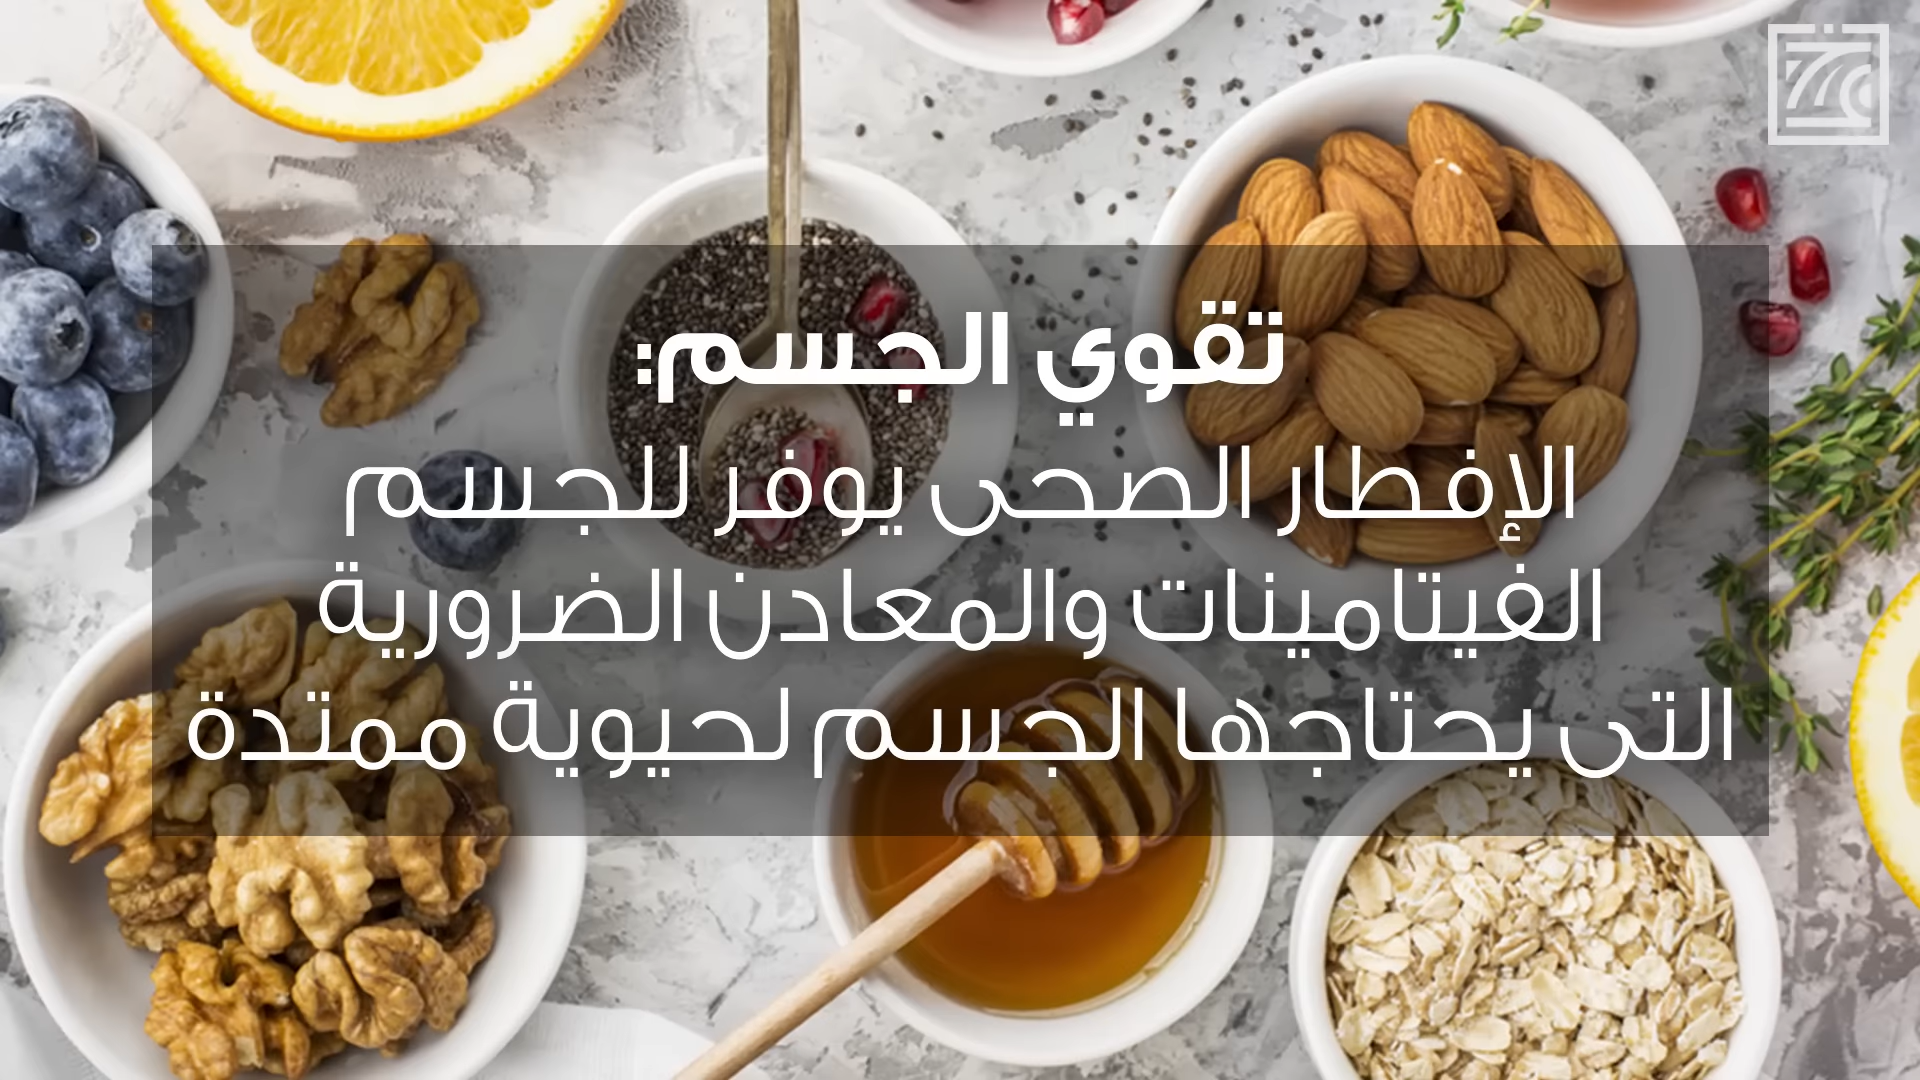 تقوي الجسم:
الإفطار الصحى يوفر للجسم
الفيتامينات والمعادن الضرورية
التى يحتاجها الجسم لحيوية ممتدة